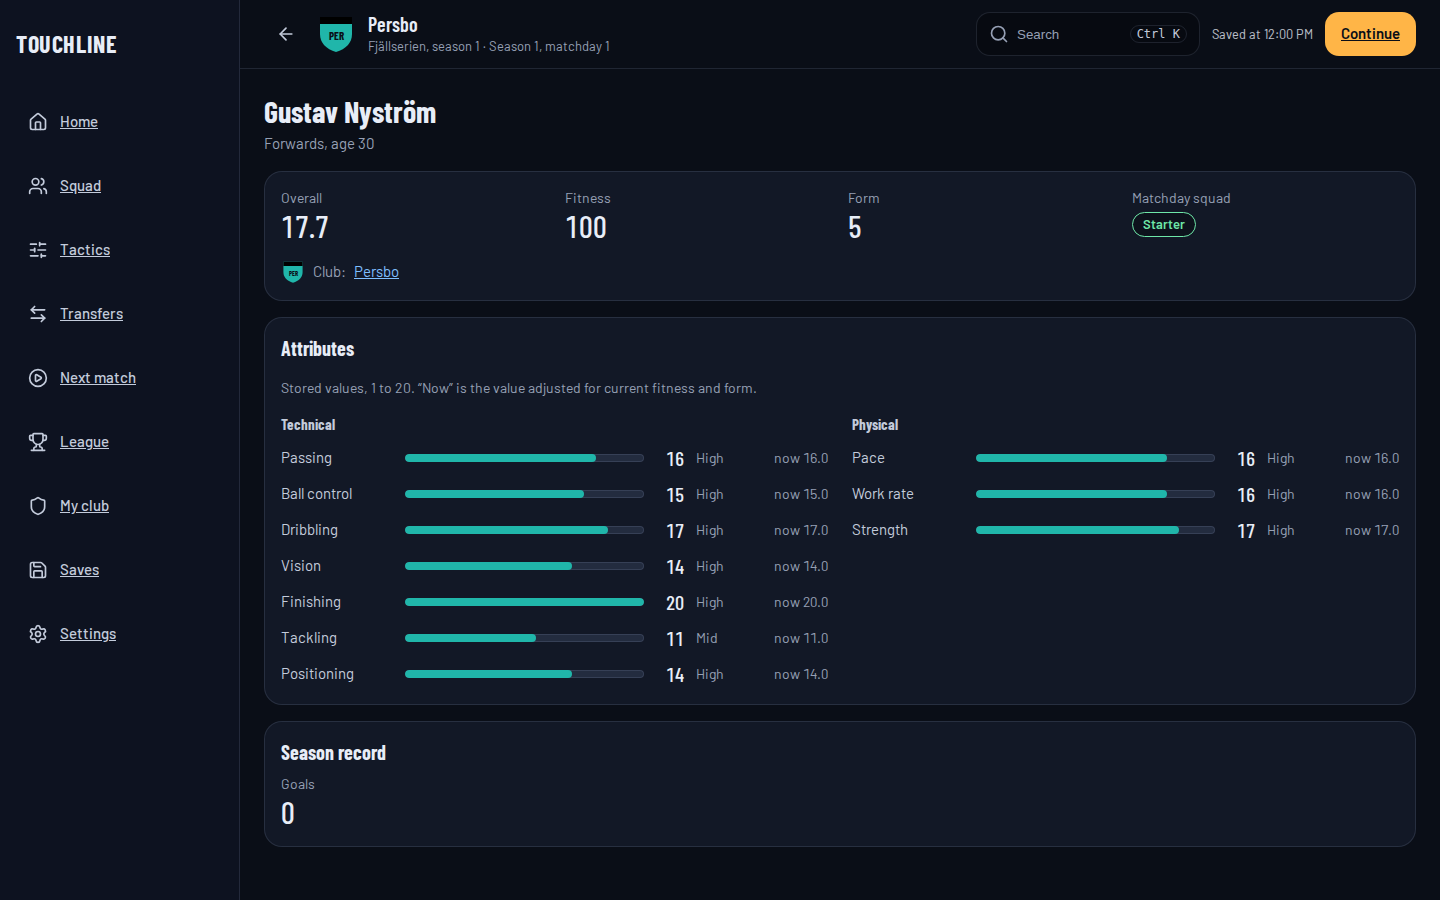 TOUCHLINE
Home
Squad
Tactics
Transfers
Next match
League
My club
Saves
Settings
PER
Persbo
Fjällserien, season 1 · Season 1, matchday 1
Search
Ctrl K
Saved at 12:00 PM
Continue
Gustav Nyström
Forwards, age 30
Overall
17.7
Fitness
100
Form
5
Matchday squad
Starter
PER
Club: Persbo
Attributes
Stored values, 1 to 20. “Now” is the value adjusted for current fitness and form.
Technical
Passing 16 High now 16.0
Ball control 15 High now 15.0
Dribbling 17 High now 17.0
Vision 14 High now 14.0
Finishing 20 High now 20.0
Tackling 11 Mid now 11.0
Positioning 14 High now 14.0
Physical
Pace 16 High now 16.0
Work rate 16 High now 16.0
Strength 17 High now 17.0
Season record
Goals
0